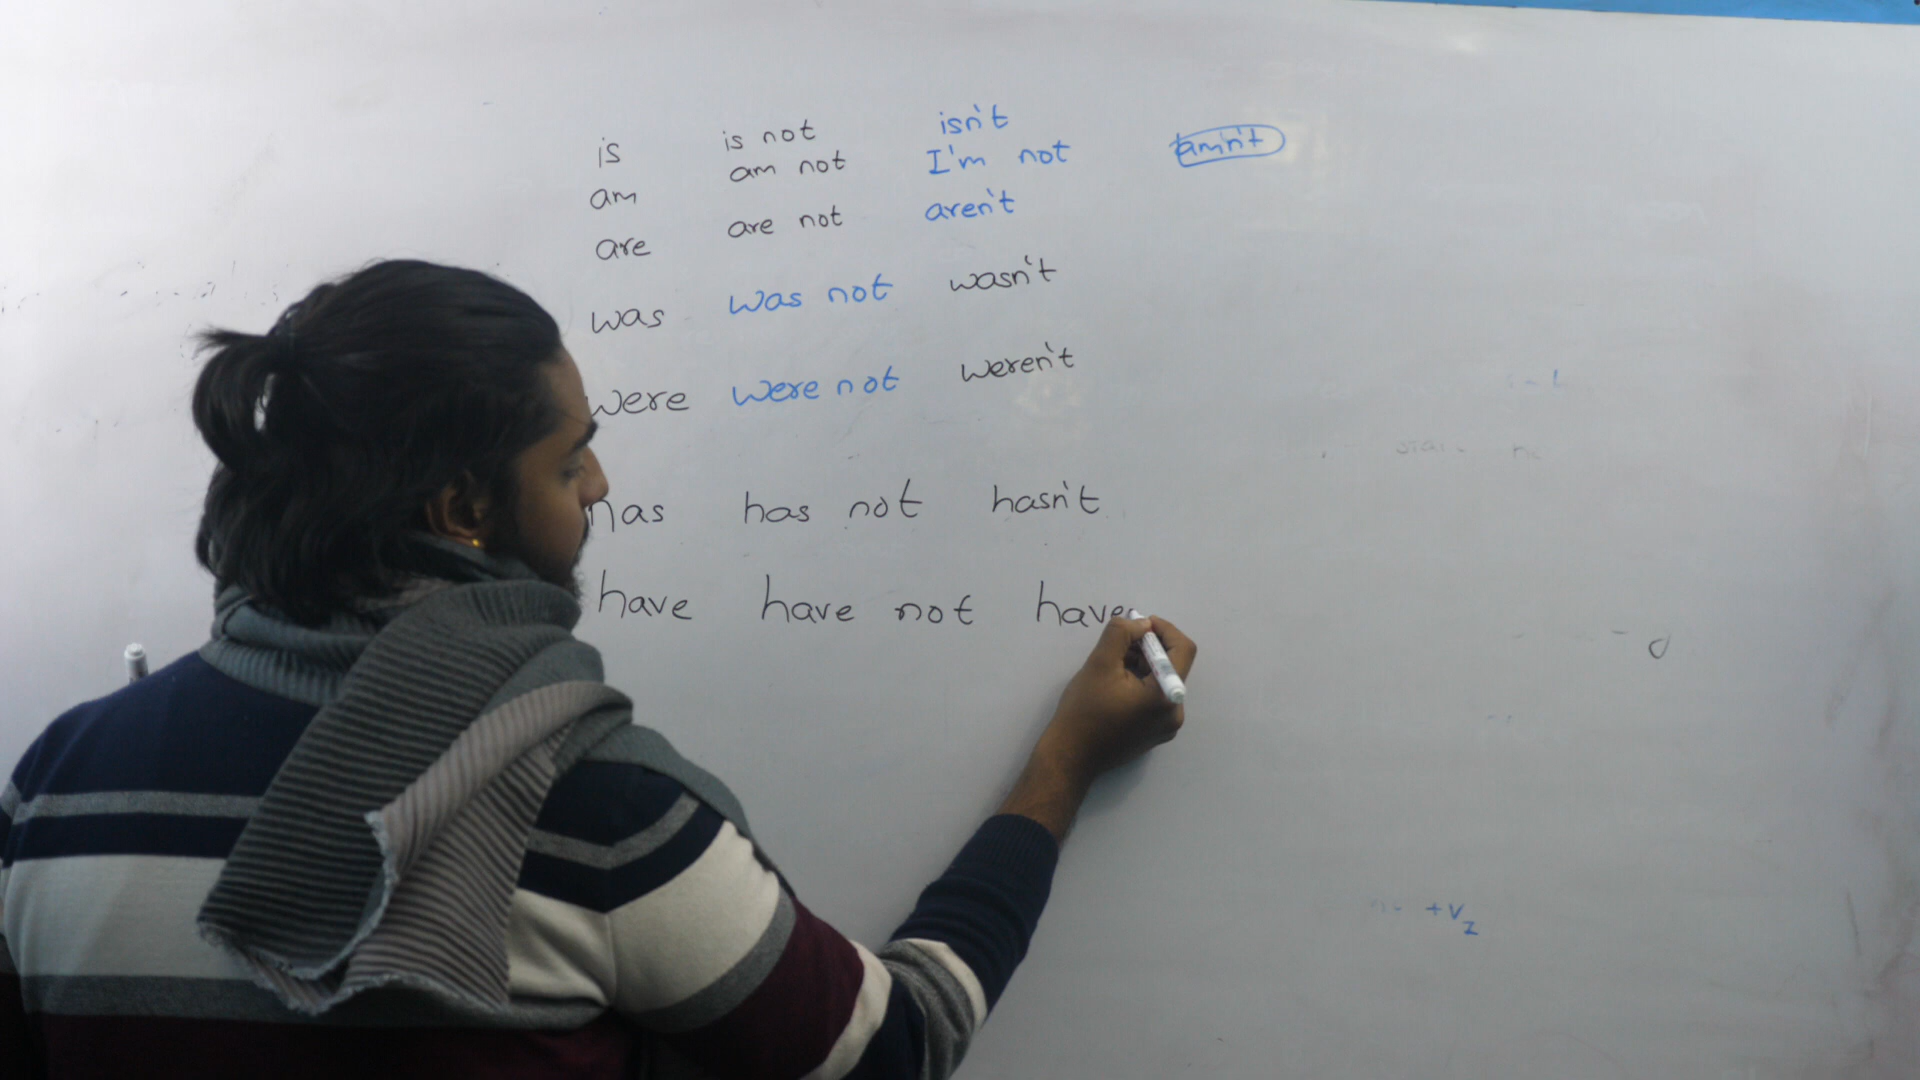 is is not isn't
am am not I'm not amn't
are are not aren't
was was not wasn't
were were not weren't
has has not hasn't
have have not have
+V2